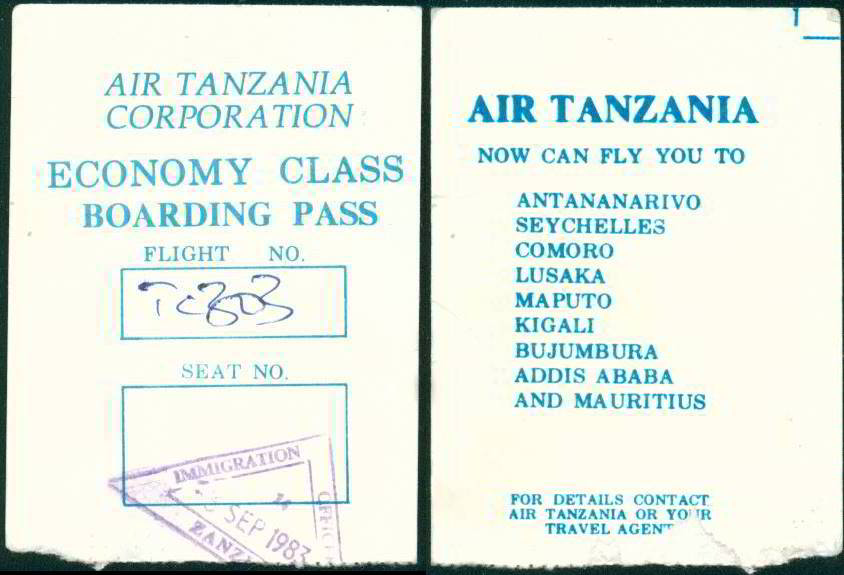 AIR TANZANIA
CORPORATION
ECONOMY CLASS
BOARDING PASS
FLIGHT NO.
SEAT NO.
IMMIGRATION
SEP 1983
AIR TANZANIA
NOW CAN FLY YOU TO
ANTANANARIVO
SEYCHELLES
COMORO
LUSAKA
MAPUTO
KIGALI
BUJUMBURA
ADDIS ABABA
AND MAURITIUS
FOR DETAILS CONTACT
AIR TANZANIA OR YOUR
TRAVEL AGENT